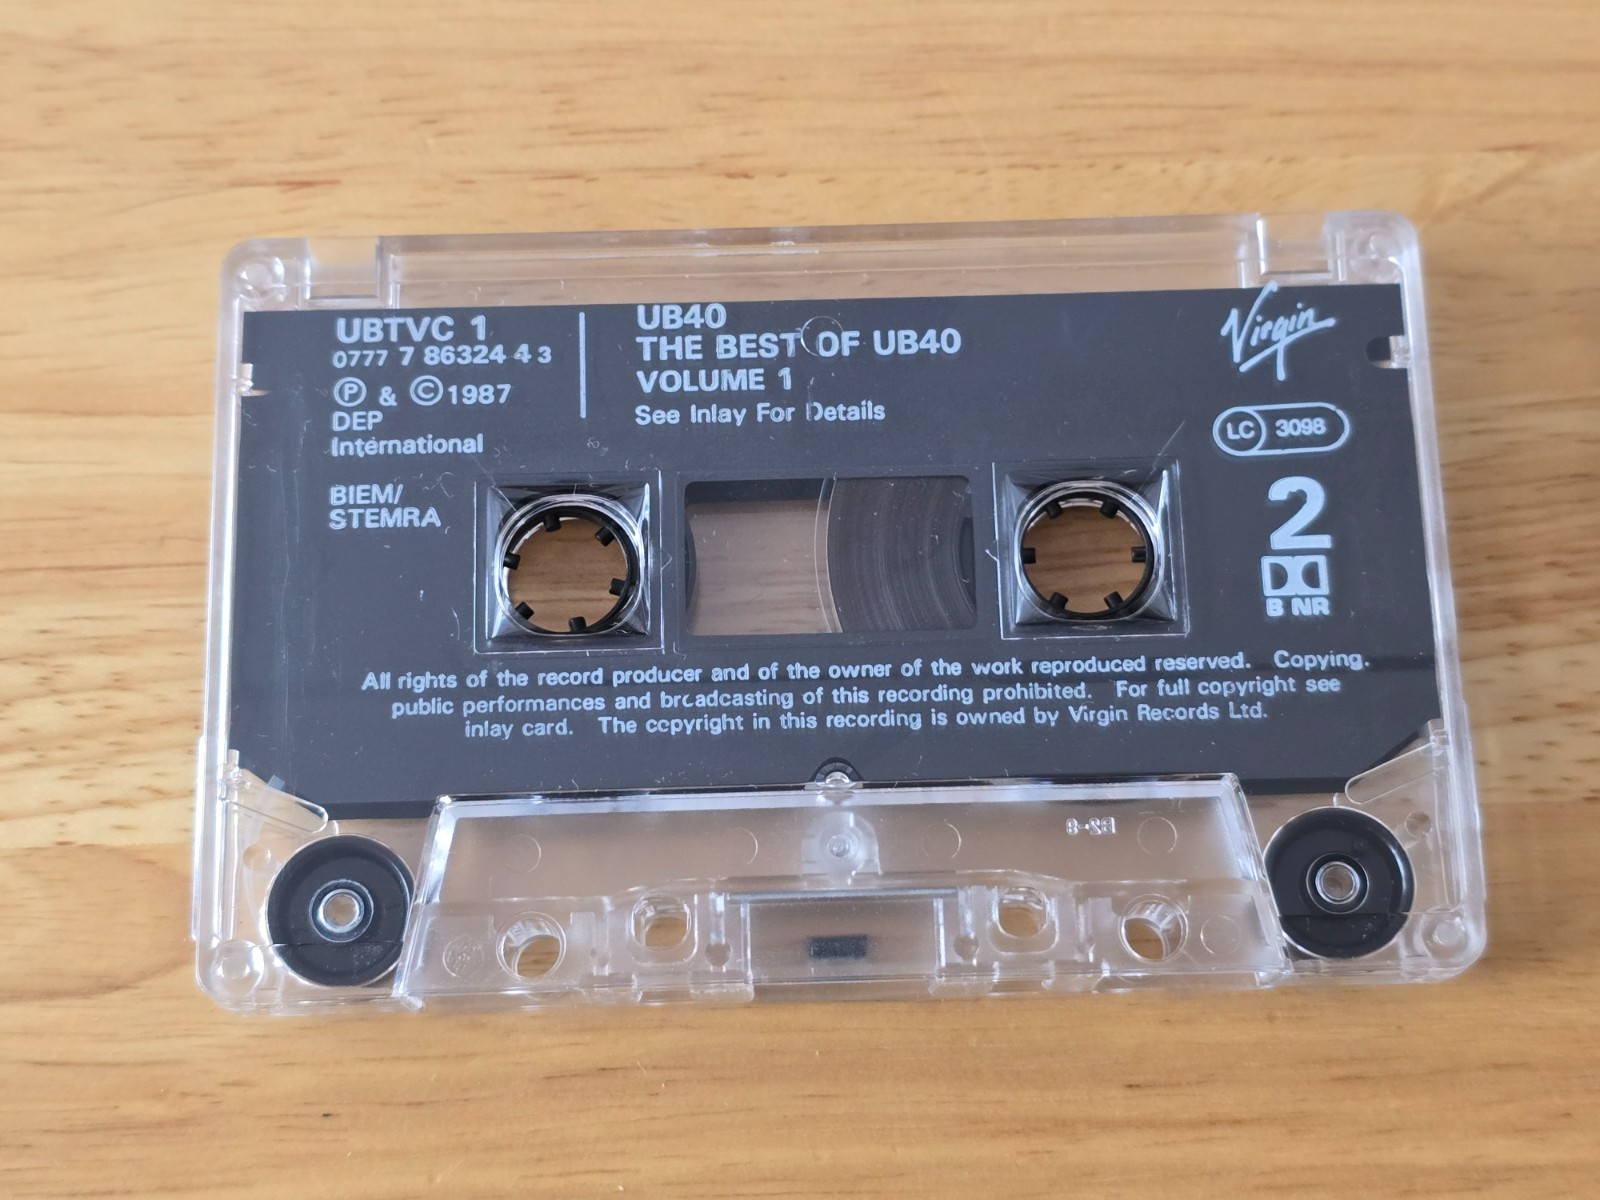 UBTVC 1
0777 7 86324 4 3
Ⓟ & © 1987
DEP
International
BIEM/
STEMRA
UB40
THE BEST OF UB40
VOLUME 1
See Inlay For Details
Virgin
LC 3098
2
B NR
All rights of the record producer and of the owner of the work reproduced reserved. Copying.
public performances and broadcasting of this recording prohibited. For full copyright see
inlay card. The copyright in this recording is owned by Virgin Records Ltd.